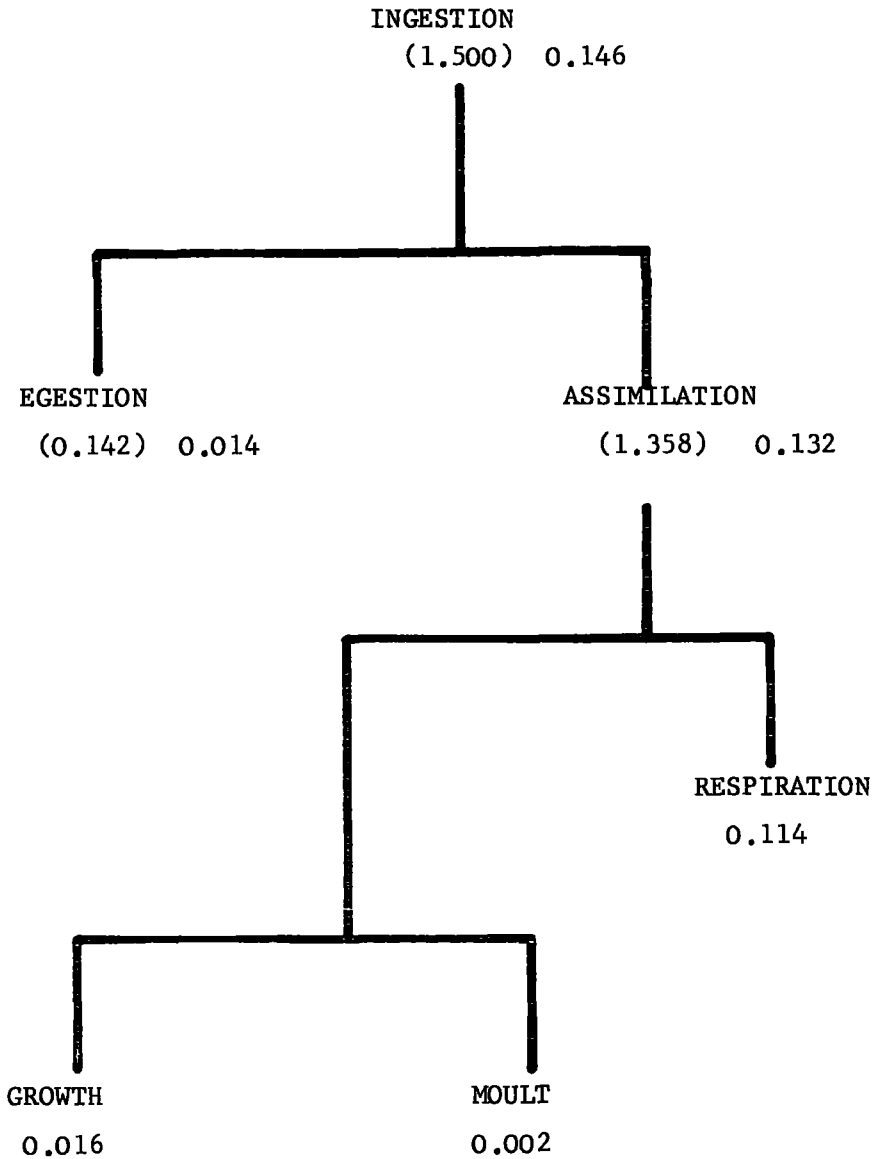 INGESTION
(1.500) 0.146
EGESTION
(0.142) 0.014
ASSIMILATION
(1.358) 0.132
RESPIRATION
0.114
GROWTH
0.016
MOULT
0.002